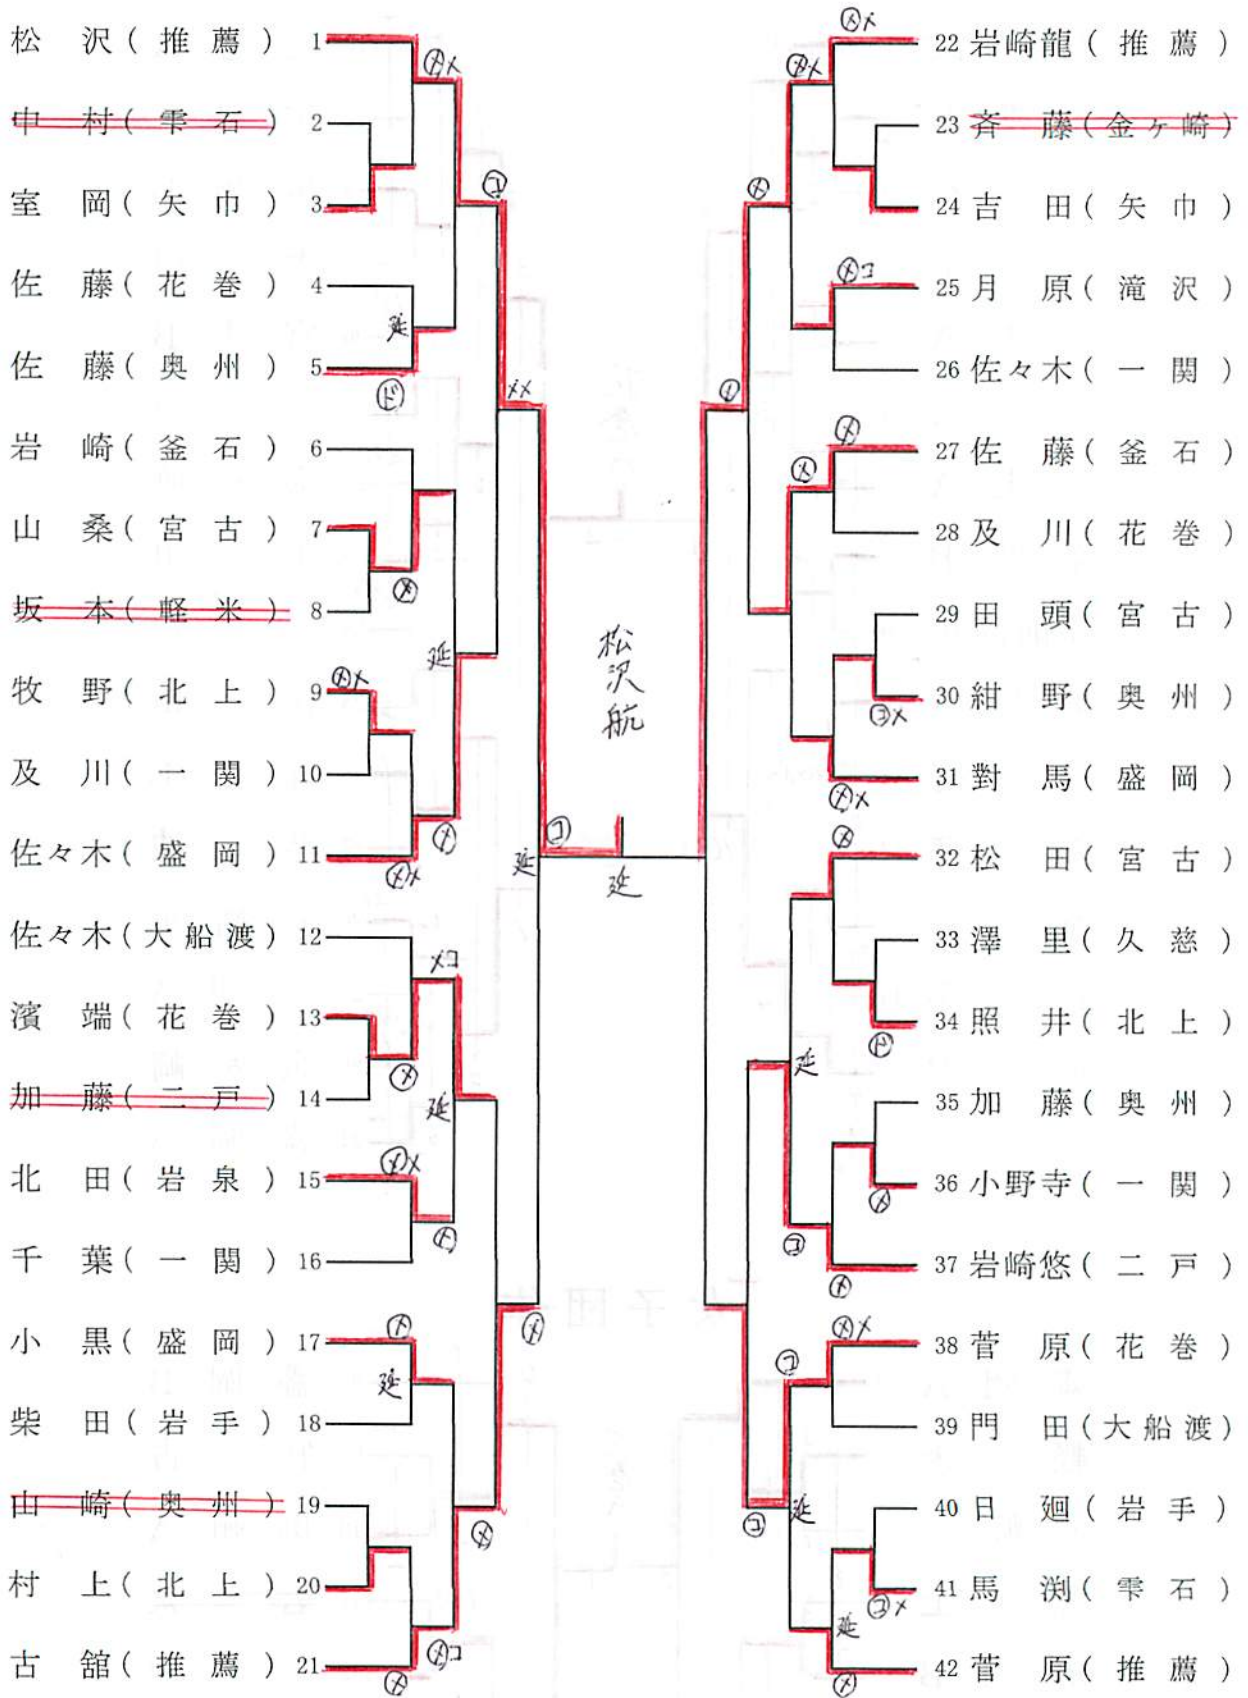 松 沢 ( 推 薦 ) 1
中 村 ( 雫 石 ) 2
室 岡 ( 矢 巾 ) 3
佐 藤 ( 花 巻 ) 4
延
佐 藤 ( 奥 州 ) 5
岩 崎 ( 釜 石 ) 6
山 桑 ( 宮 古 ) 7
坂 本 ( 軽 米 ) 8
延
牧 野 ( 北 上 ) 9
及 川 ( 一 関 ) 10
佐々木 ( 盛 岡 ) 11
延
佐々木 ( 大 船 渡 ) 12
メコ
濱 端 ( 花 巻 ) 13
加 藤 ( 二 戸 ) 14
延
北 田 ( 岩 泉 ) 15
千 葉 ( 一 関 ) 16
小 黒 ( 盛 岡 ) 17
延
柴 田 ( 岩 手 ) 18
山 崎 ( 奥 州 ) 19
村 上 ( 北 上 ) 20
古 舘 ( 推 薦 ) 21
松沢航
延
22 岩崎龍 ( 推 薦 )
23 斉 藤 ( 金ヶ崎 )
24 吉 田 ( 矢 巾 )
25 月 原 ( 滝 沢 )
26 佐々木 ( 一 関 )
27 佐 藤 ( 釜 石 )
28 及 川 ( 花 巻 )
29 田 頭 ( 宮 古 )
30 紺 野 ( 奥 州 )
31 對 馬 ( 盛 岡 )
32 松 田 ( 宮 古 )
33 澤 里 ( 久 慈 )
34 照 井 ( 北 上 )
延
35 加 藤 ( 奥 州 )
36 小野寺 ( 一 関 )
37 岩崎悠 ( 二 戸 )
38 菅 原 ( 花 巻 )
39 門 田 ( 大 船 渡 )
延
40 日 廻 ( 岩 手 )
41 馬 渕 ( 雫 石 )
延
42 菅 原 ( 推 薦 )